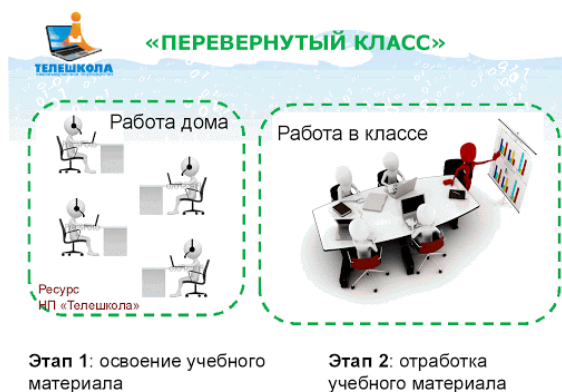 «ПЕРЕВЕРНУТЫЙ КЛАСС»
ТЕЛЕШКОЛА
Работа дома
Работа в классе
Ресурс
НП «Телешкола»
Этап 1: освоение учебного
материала
Этап 2: отработка
учебного материала